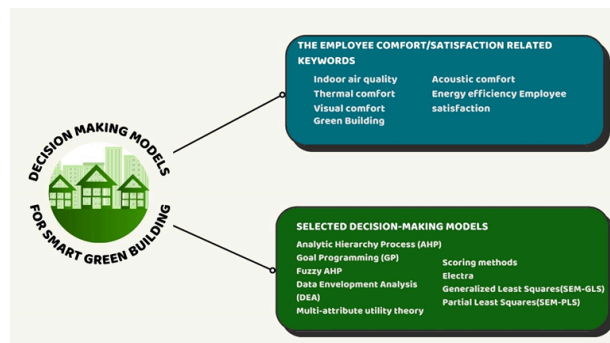 DECISION MAKING MODELS
FOR SMART GREEN BUILDING
THE EMPLOYEE COMFORT/SATISFACTION RELATED
KEYWORDS
Indoor air quality
Thermal comfort
Visual comfort
Green Building
Acoustic comfort
Energy efficiency Employee
satisfaction
SELECTED DECISION-MAKING MODELS
Analytic Hierarchy Process (AHP)
Goal Programming (GP)
Fuzzy AHP
Data Envelopment Analysis
(DEA)
Multi-attribute utility theory
Scoring methods
Electra
Generalized Least Squares(SEM-GLS)
Partial Least Squares(SEM-PLS)